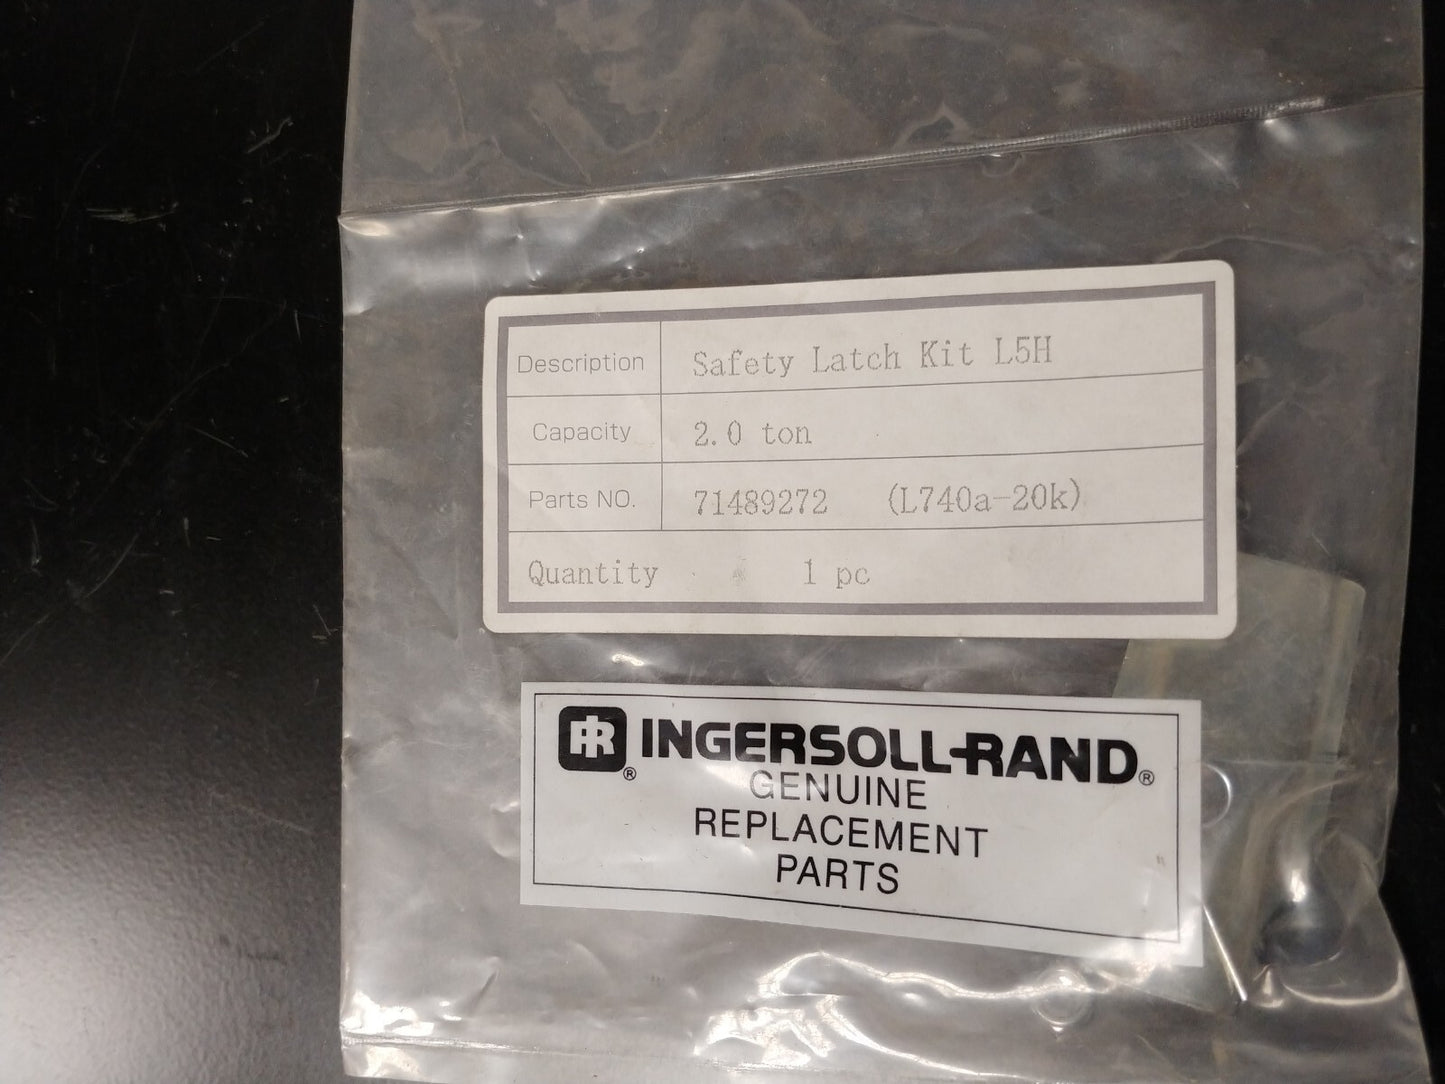 Description Safety Latch Kit L5H
Capacity 2.0 ton
Parts NO. 71489272 (L740a-20k)
Quantity 1 pc
IR® INGERSOLL-RAND®
GENUINE
REPLACEMENT
PARTS